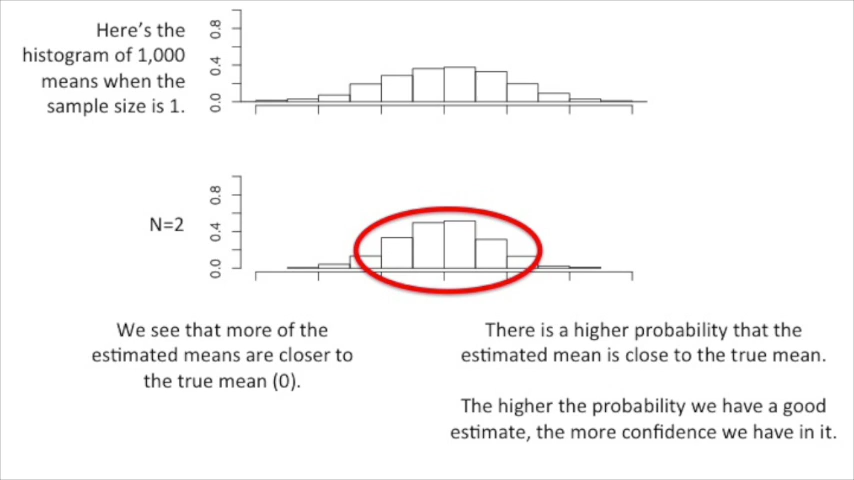 Here's the
histogram of 1,000
means when the
sample size is 1.
0.8
0.4
0.0
N=2
0.8
0.4
0.0
We see that more of the
estimated means are closer to
the true mean (0).
There is a higher probability that the
estimated mean is close to the true mean.
The higher the probability we have a good
estimate, the more confidence we have in it.